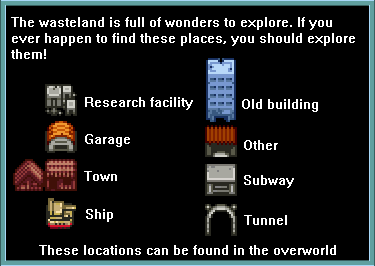 The wasteland is full of wonders to explore. If you
ever happen to find these places, you should explore
them!
Research facility
Old building
Garage
Other
Town
Subway
Ship
Tunnel
These locations can be found in the overworld